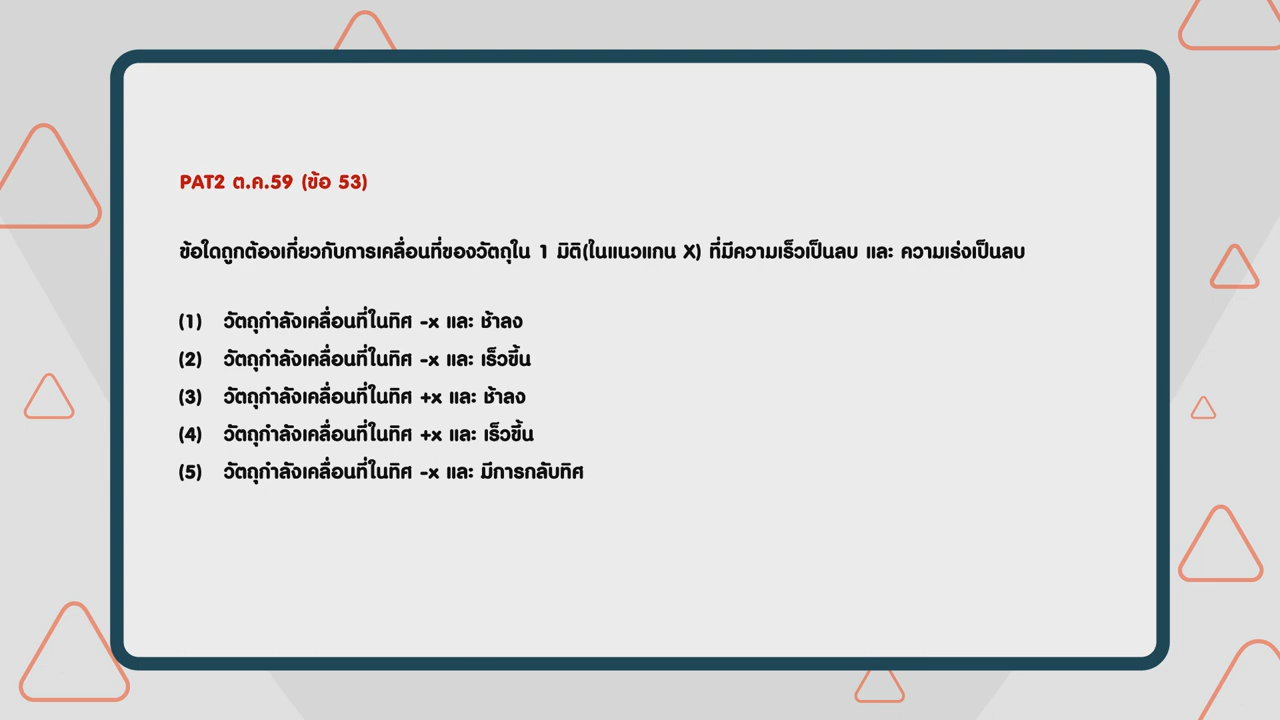 PAT2 ต.ค.59 (ข้อ 53)
ข้อใดถูกต้องเกี่ยวกับการเคลื่อนที่ของวัตถุใน 1 มิติ(ในแนวแกน X) ที่มีความเร็วเป็นลบ และ ความเร่งเป็นลบ
(1) วัตถุกำลังเคลื่อนที่ในทิศ -x และ ช้าลง
(2) วัตถุกำลังเคลื่อนที่ในทิศ -x และ เร็วขึ้น
(3) วัตถุกำลังเคลื่อนที่ในทิศ +x และ ช้าลง
(4) วัตถุกำลังเคลื่อนที่ในทิศ +x และ เร็วขึ้น
(5) วัตถุกำลังเคลื่อนที่ในทิศ -x และ มีการกลับทิศ